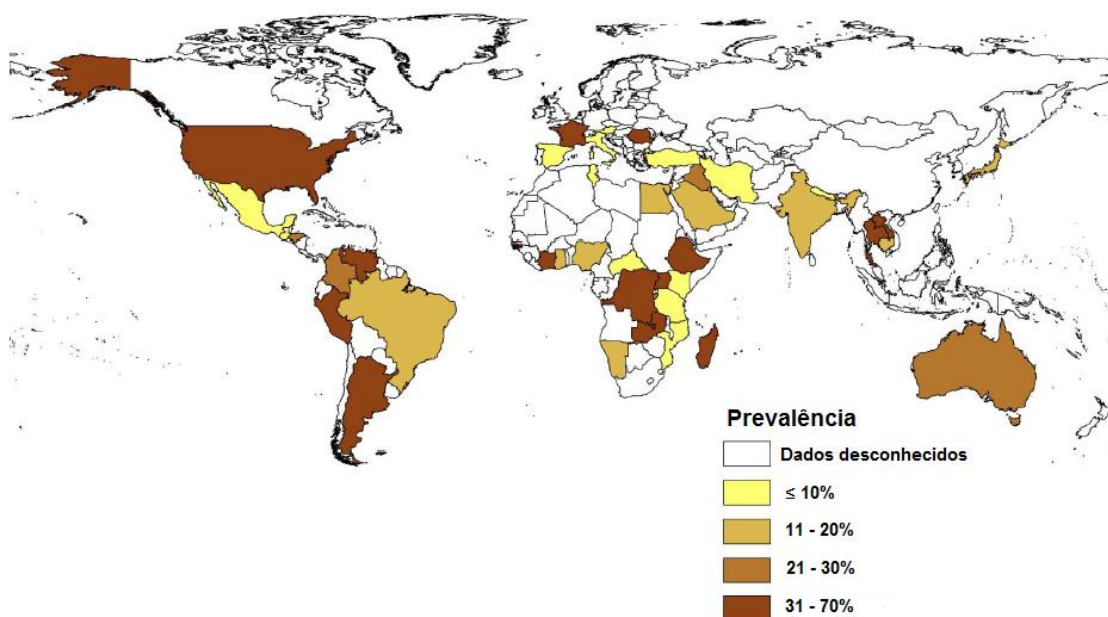 Prevalência
Dados desconhecidos
≤ 10%
11 - 20%
21 - 30%
31 - 70%